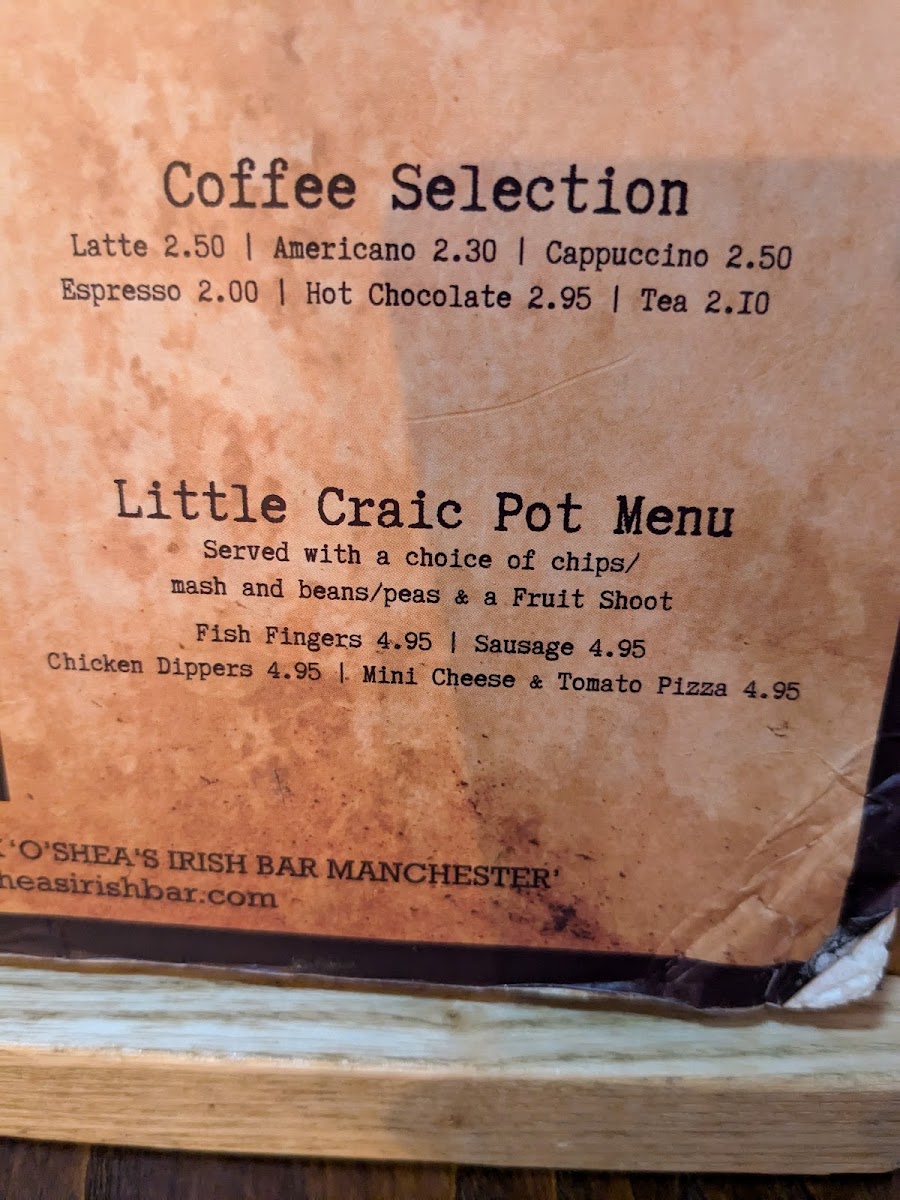 Coffee Selection
Latte 2.50 | Americano 2.30 | Cappuccino 2.50
Espresso 2.00 | Hot Chocolate 2.95 | Tea 2.10
Little Craic Pot Menu
Served with a choice of chips/
mash and beans/peas & a Fruit Shoot
Fish Fingers 4.95 | Sausage 4.95
Chicken Dippers 4.95 | Mini Cheese & Tomato Pizza 4.95
'O'SHEA'S IRISH BAR MANCHESTER'
heasirishbar.com